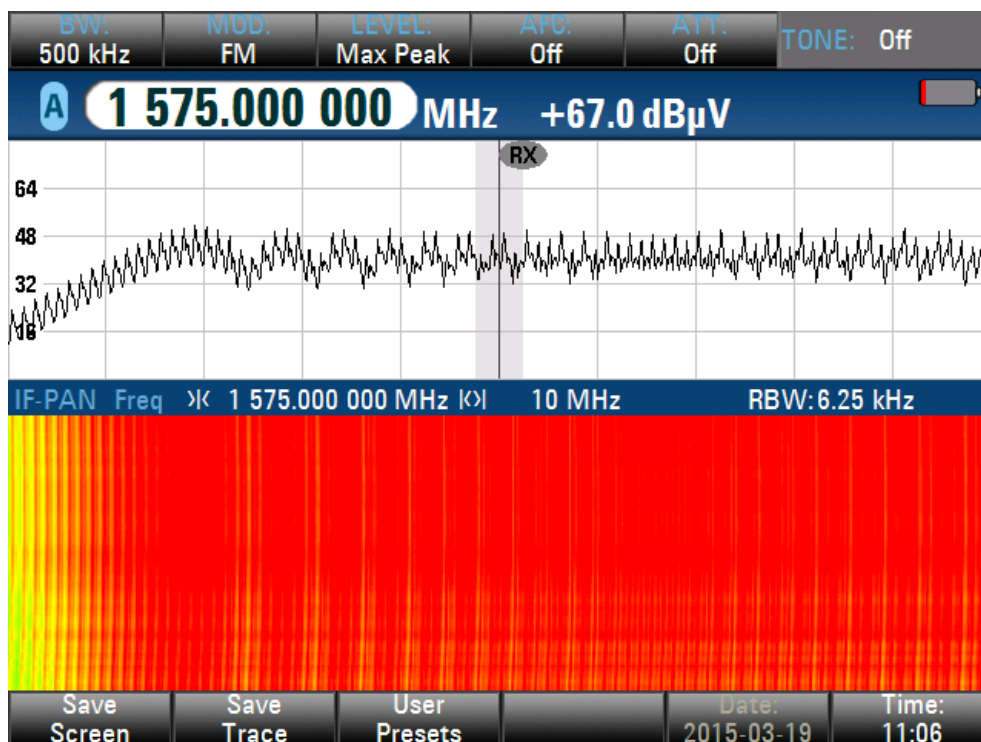 BW: MOD: LEVEL: AFC: ATT: TONE: Off
500 kHz FM Max Peak Off Off
A 1 575.000 000 MHz +67.0 dBµV
RX
64
48
32
16
IF-PAN Freq 1 575.000 000 MHz 10 MHz RBW:6.25 kHz
Save Save User Date: Time:
Screen Trace Presets 2015-03-19 11:06